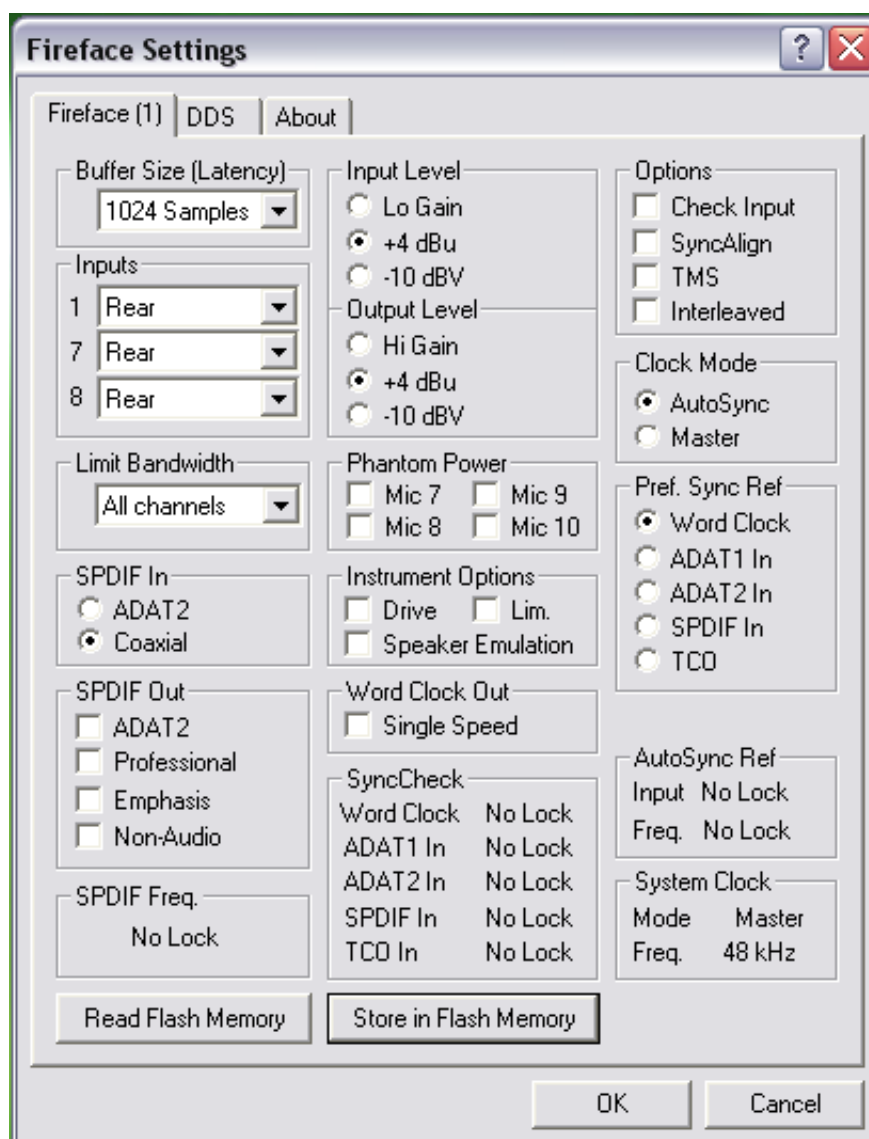 Fireface Settings
Fireface (1)
DDS
About
Buffer Size (Latency)
1024 Samples
Inputs
1 Rear
7 Rear
8 Rear
Limit Bandwidth
All channels
SPDIF In
ADAT2
Coaxial
SPDIF Out
ADAT2
Professional
Emphasis
Non-Audio
SPDIF Freq.
No Lock
Read Flash Memory
Input Level
Lo Gain
+4 dBu
-10 dBV
Output Level
Hi Gain
+4 dBu
-10 dBV
Phantom Power
Mic 7 Mic 9
Mic 8 Mic 10
Instrument Options
Drive Lim.
Speaker Emulation
Word Clock Out
Single Speed
SyncCheck
Word Clock No Lock
ADAT1 In No Lock
ADAT2 In No Lock
SPDIF In No Lock
TCO In No Lock
Store in Flash Memory
Options
Check Input
SyncAlign
TMS
Interleaved
Clock Mode
AutoSync
Master
Pref. Sync Ref
Word Clock
ADAT1 In
ADAT2 In
SPDIF In
TCO
AutoSync Ref
Input No Lock
Freq. No Lock
System Clock
Mode Master
Freq. 48 kHz
OK
Cancel